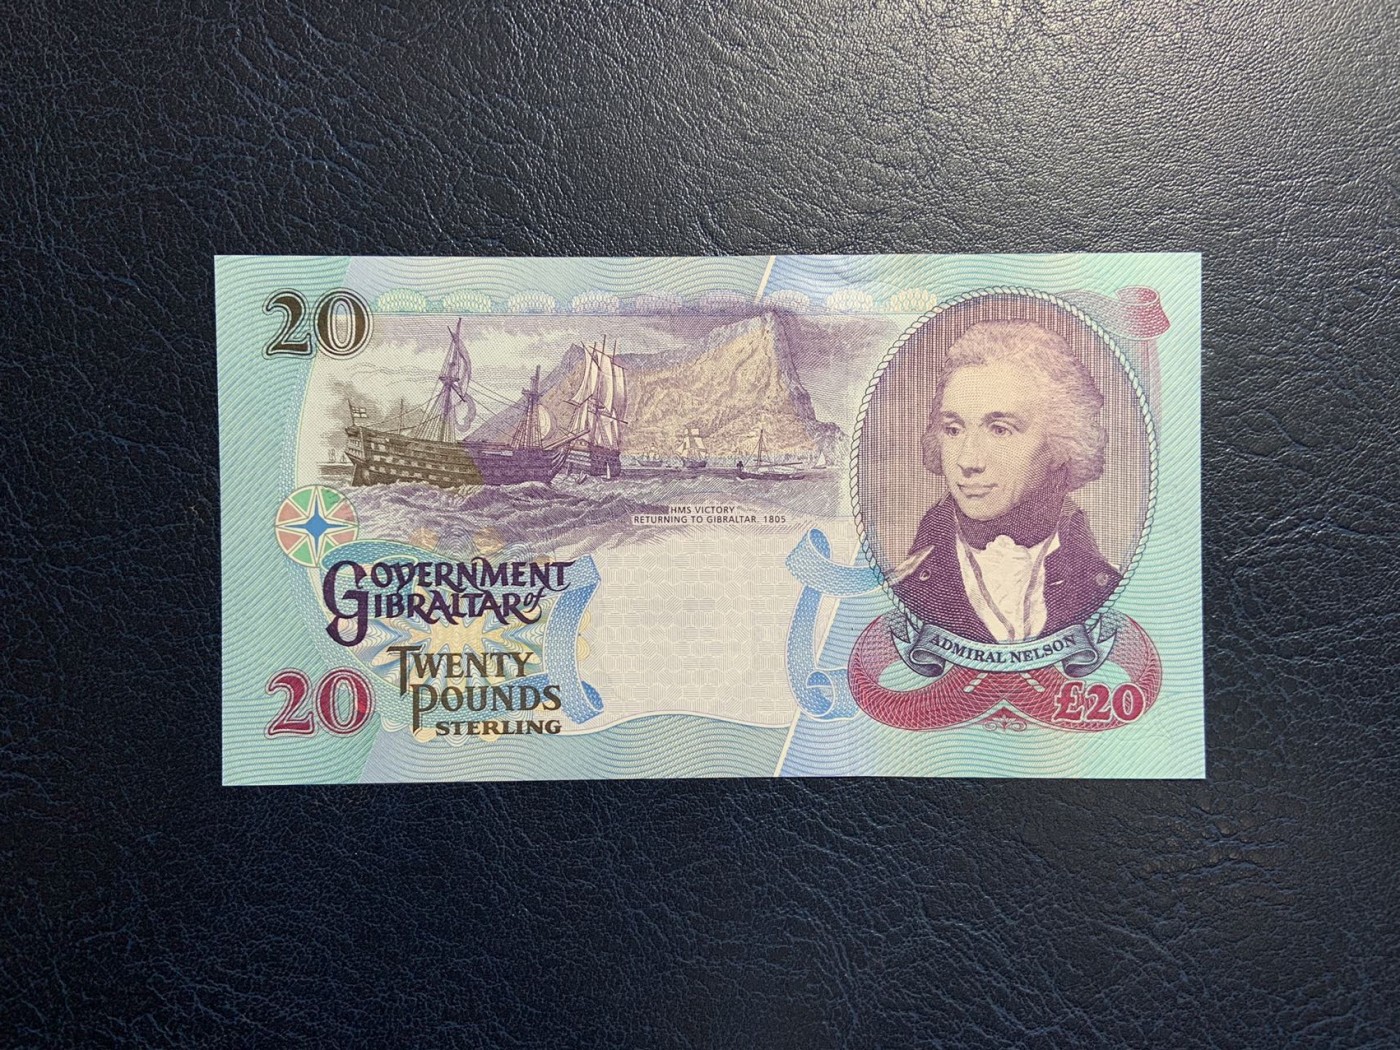 20
HMS VICTORY
RETURNING TO GIBRALTAR. 1805
GOVERNMENT of
GIBRALTAR
TWENTY
POUNDS
STERLING
20
ADMIRAL NELSON
£20